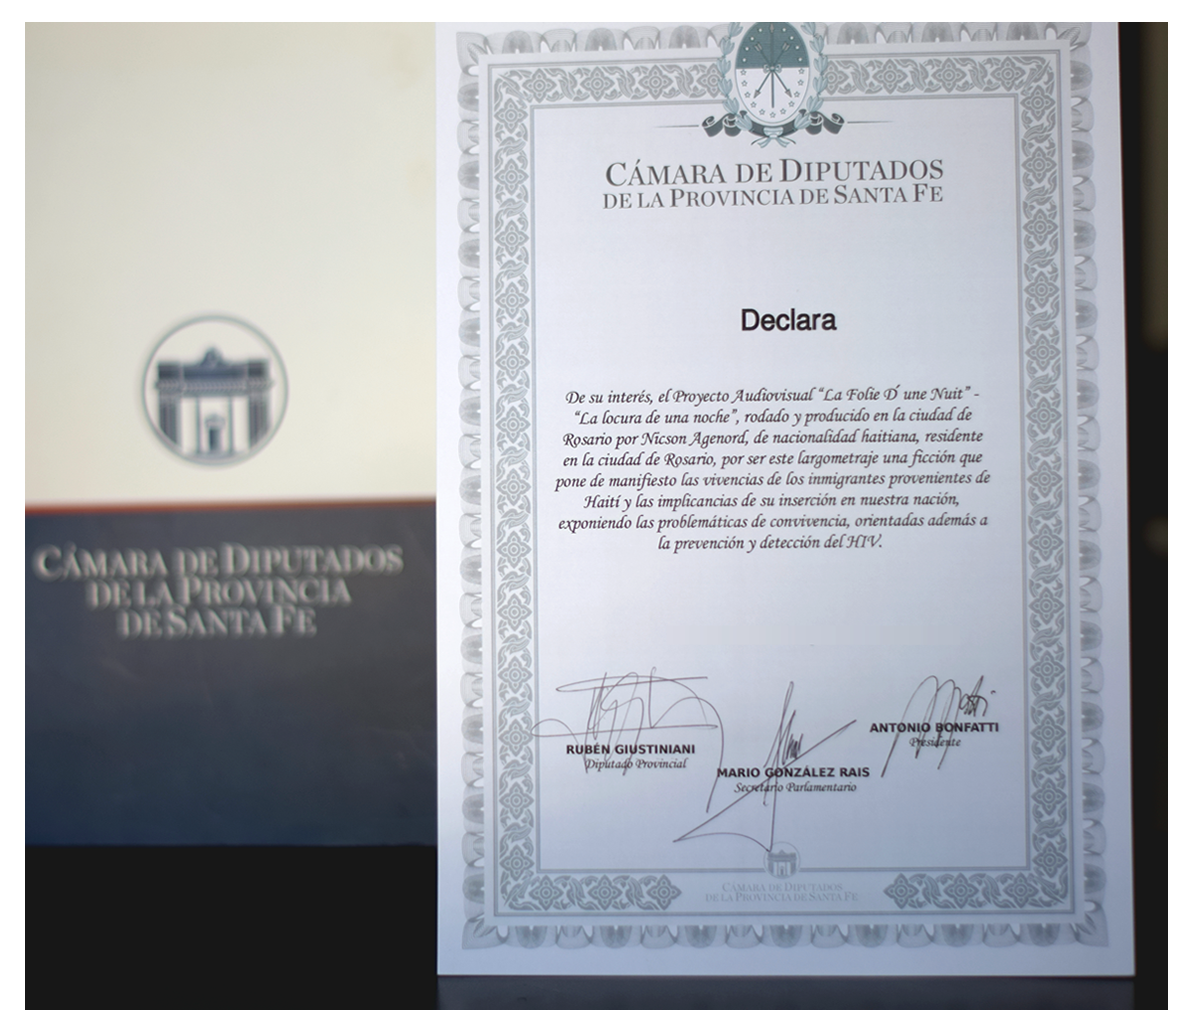 CÁMARA DE DIPUTADOS
DE LA PROVINCIA
DE SANTA FE
CÁMARA DE DIPUTADOS
DE LA PROVINCIA DE SANTA FE
Declara
De su interés, el Proyecto Audiovisual “La Folie D´ une Nuit” -
“La locura de una noche”, rodado y producido en la ciudad de
Rosario por Nicson Agenord, de nacionalidad haitiana, residente
en la ciudad de Rosario, por ser este largometraje una ficción que
pone de manifiesto las vivencias de los inmigrantes provenientes de
Haití y las implicancias de su inserción en nuestra nación,
exponiendo las problemáticas de convivencia, orientadas además a
la prevención y detección del HIV.
RUBÉN GIUSTINIANI
Diputado Provincial
MARIO GONZÁLEZ RAIS
Secretario Parlamentario
ANTONIO BONFATTI
Presidente
CÁMARA DE DIPUTADOS
DE LA PROVINCIA DE SANTA FE